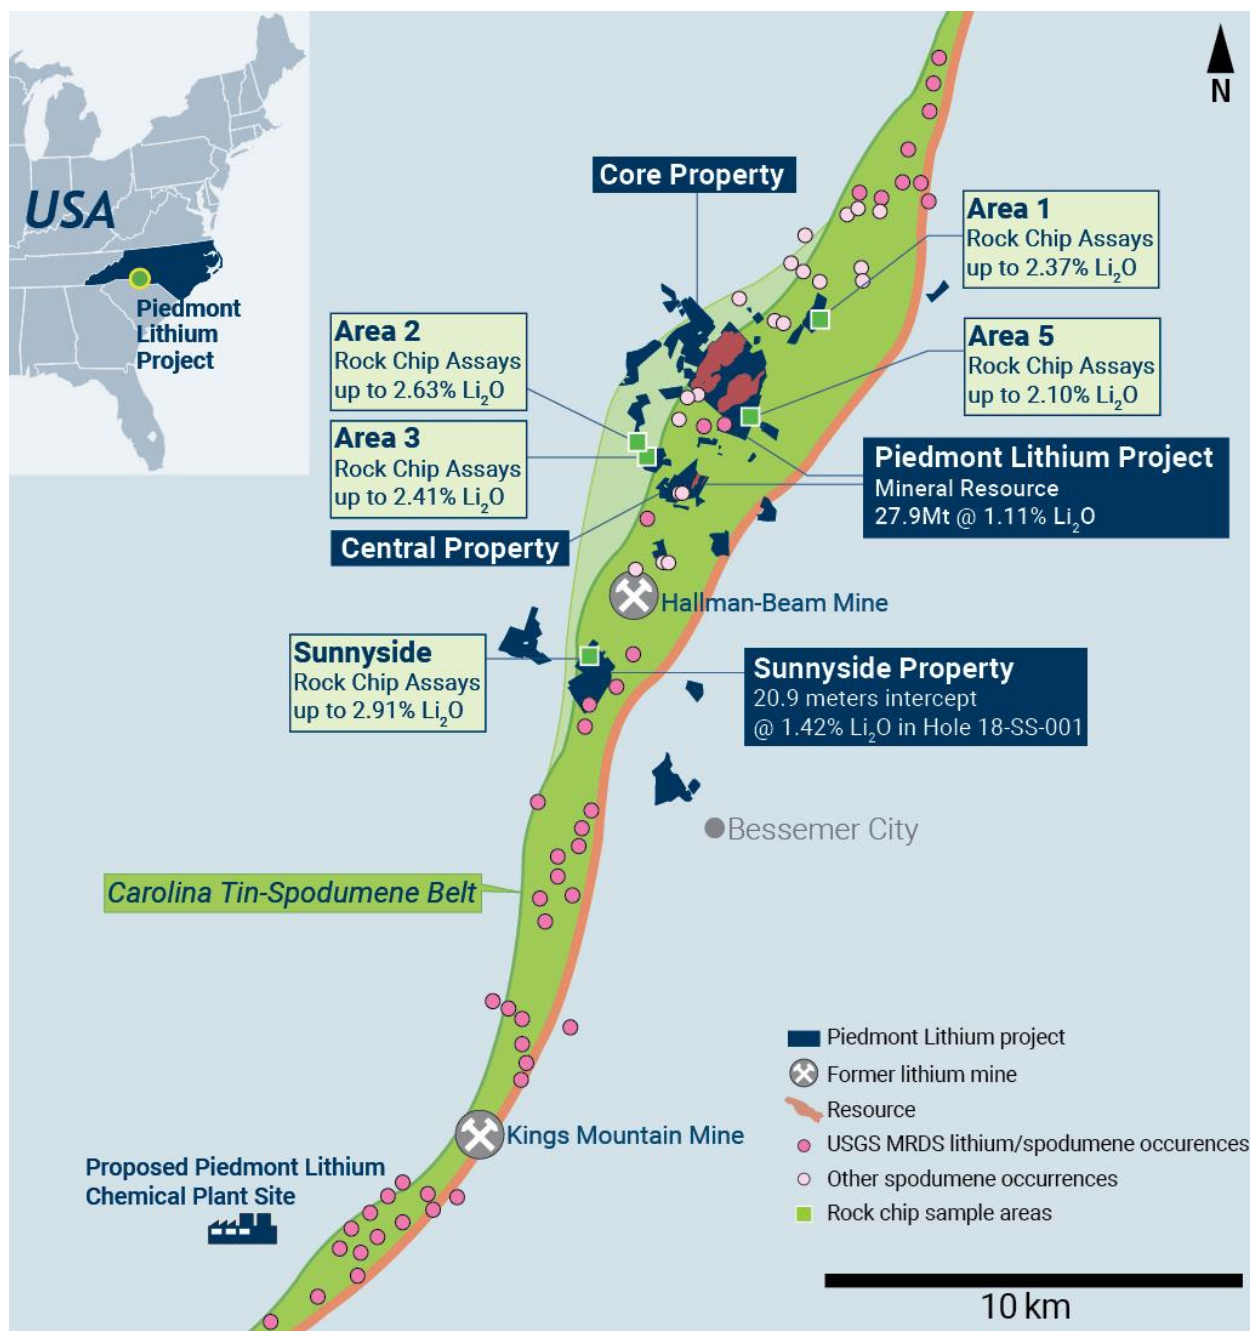 N
USA
Piedmont
Lithium
Project
Core Property
Area 1
Rock Chip Assays
up to 2.37% Li₂O
Area 2
Rock Chip Assays
up to 2.63% Li₂O
Area 5
Rock Chip Assays
up to 2.10% Li₂O
Area 3
Rock Chip Assays
up to 2.41% Li₂O
Piedmont Lithium Project
Mineral Resource
27.9Mt @ 1.11% Li₂O
Central Property
Hallman-Beam Mine
Sunnyside
Rock Chip Assays
up to 2.91% Li₂O
Sunnyside Property
20.9 meters intercept
@ 1.42% Li₂O in Hole 18-SS-001
Bessemer City
Carolina Tin-Spodumene Belt
Kings Mountain Mine
Proposed Piedmont Lithium
Chemical Plant Site
Piedmont Lithium project
Former lithium mine
Resource
USGS MRDS lithium/spodumene occurences
Other spodumene occurrences
Rock chip sample areas
10 km